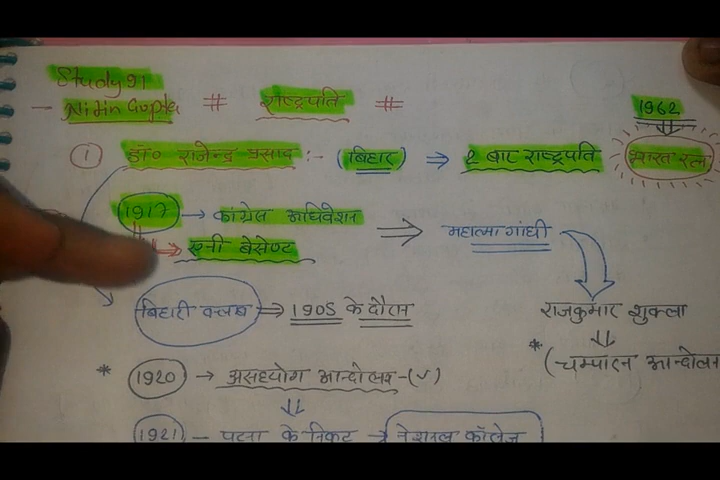 Study 91
- Nitin Gupta # राष्ट्रपति # 1962
① डॉ० राजेन्द्र प्रसाद :- (बिहार) ⇒ 2 बार राष्ट्रपति भारत रत्न
1917 → कांग्रेस अधिवेशन ⇒ महात्मा गांधी
⇒ एनी बेसेण्ट
बिहारी क्लब ⇒ 1905 के दौरान राजकुमार शुक्ला
* (चम्पारन आन्दोलन
* 1920 → असहयोग आन्दोलन -(✓)
1921 - पटना के निकट → नेशनल कॉलेज